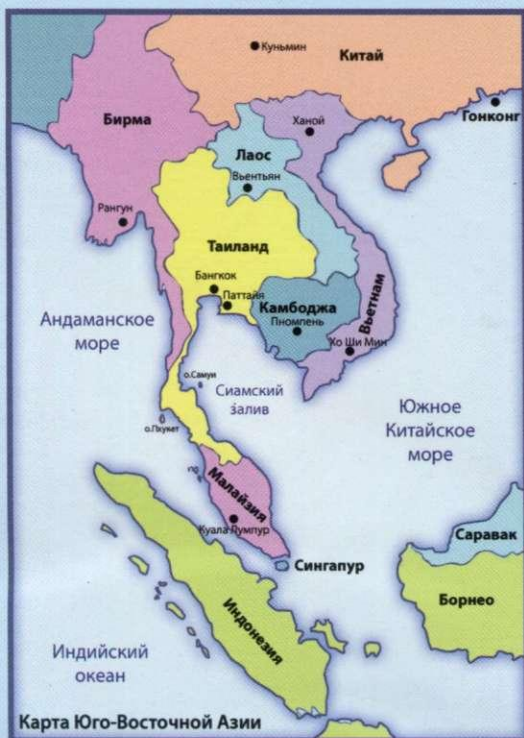 Куньмин
Китай
Гонконг
Бирма
Ханой
Лаос
Вьентьян
Рангун
Таиланд
Бангкок
Паттайя
Камбоджа
Пномпень
Вьетнам
Хо Ши Мин
Андаманское
море
о.Самуи
Сиамский
залив
о.Пхукет
Южное
Китайское
море
Малайзия
Куала Лумпур
Саравак
Сингапур
Борнео
Индонезия
Индийский
океан
Карта Юго-Восточной Азии